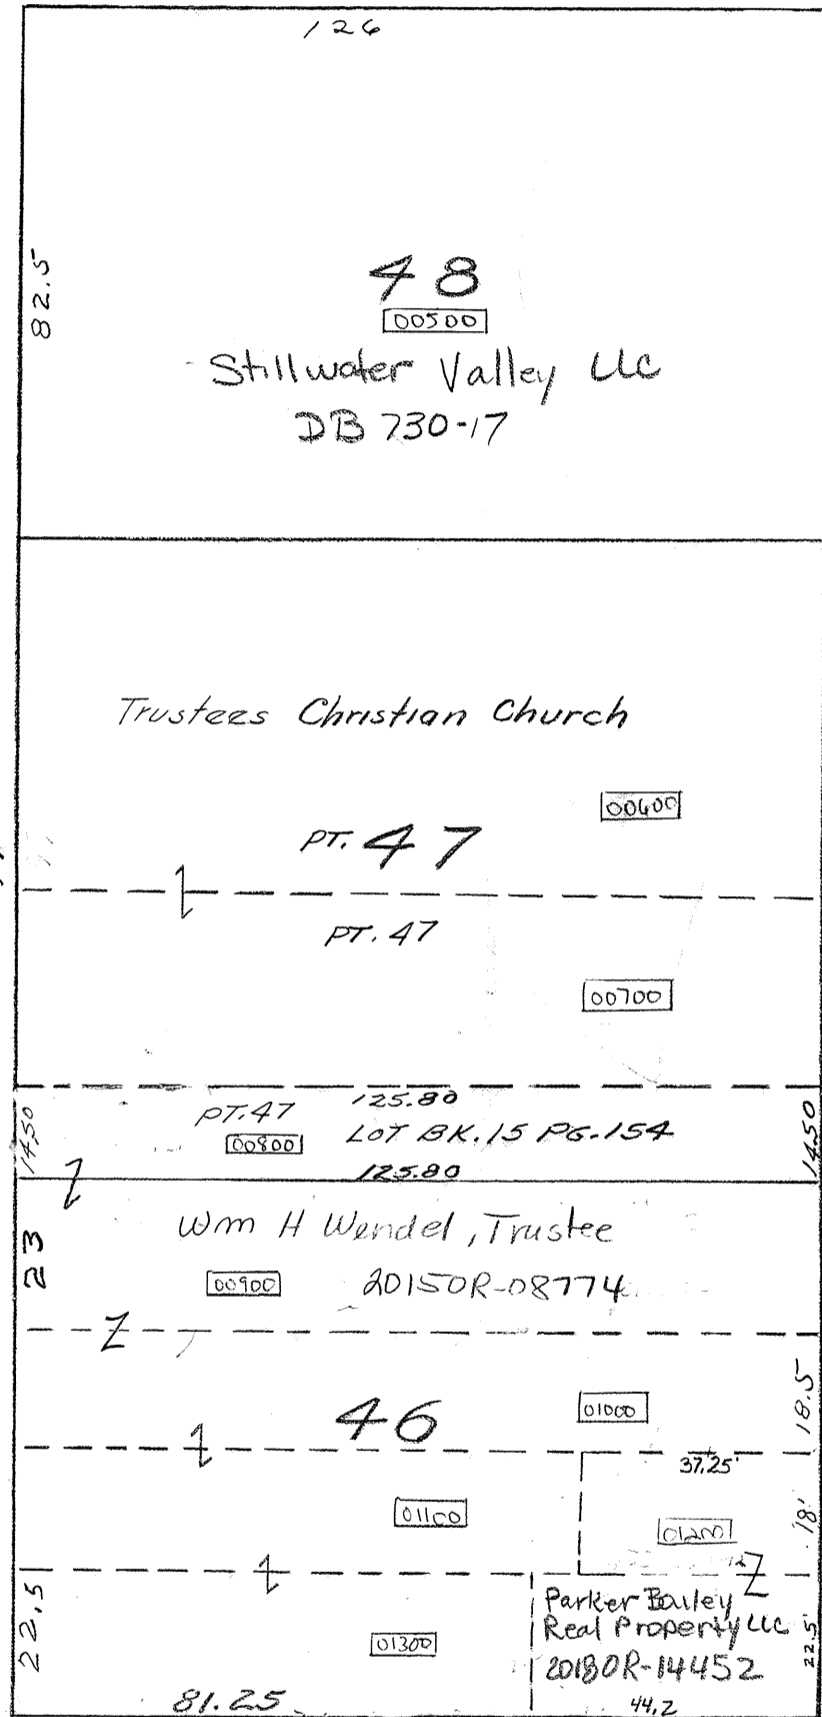 126
82.5
48
00500
Stillwater Valley LLC
DB 730-17
Trustees Christian Church
00600
PT. 47
PT. 47
00700
125.80
PT. 47
14.50
00800
LOT BK. 15 PG. 154
14.50
125.80
Wm H Wendel, Trustee
23
00900
2015OR-08774
46
01000
18.5
37.25'
01100
01200
18'
22.5
01300
Parker Bailey
Real Property LLC
2018OR-14452
22.5'
81.25
44.2